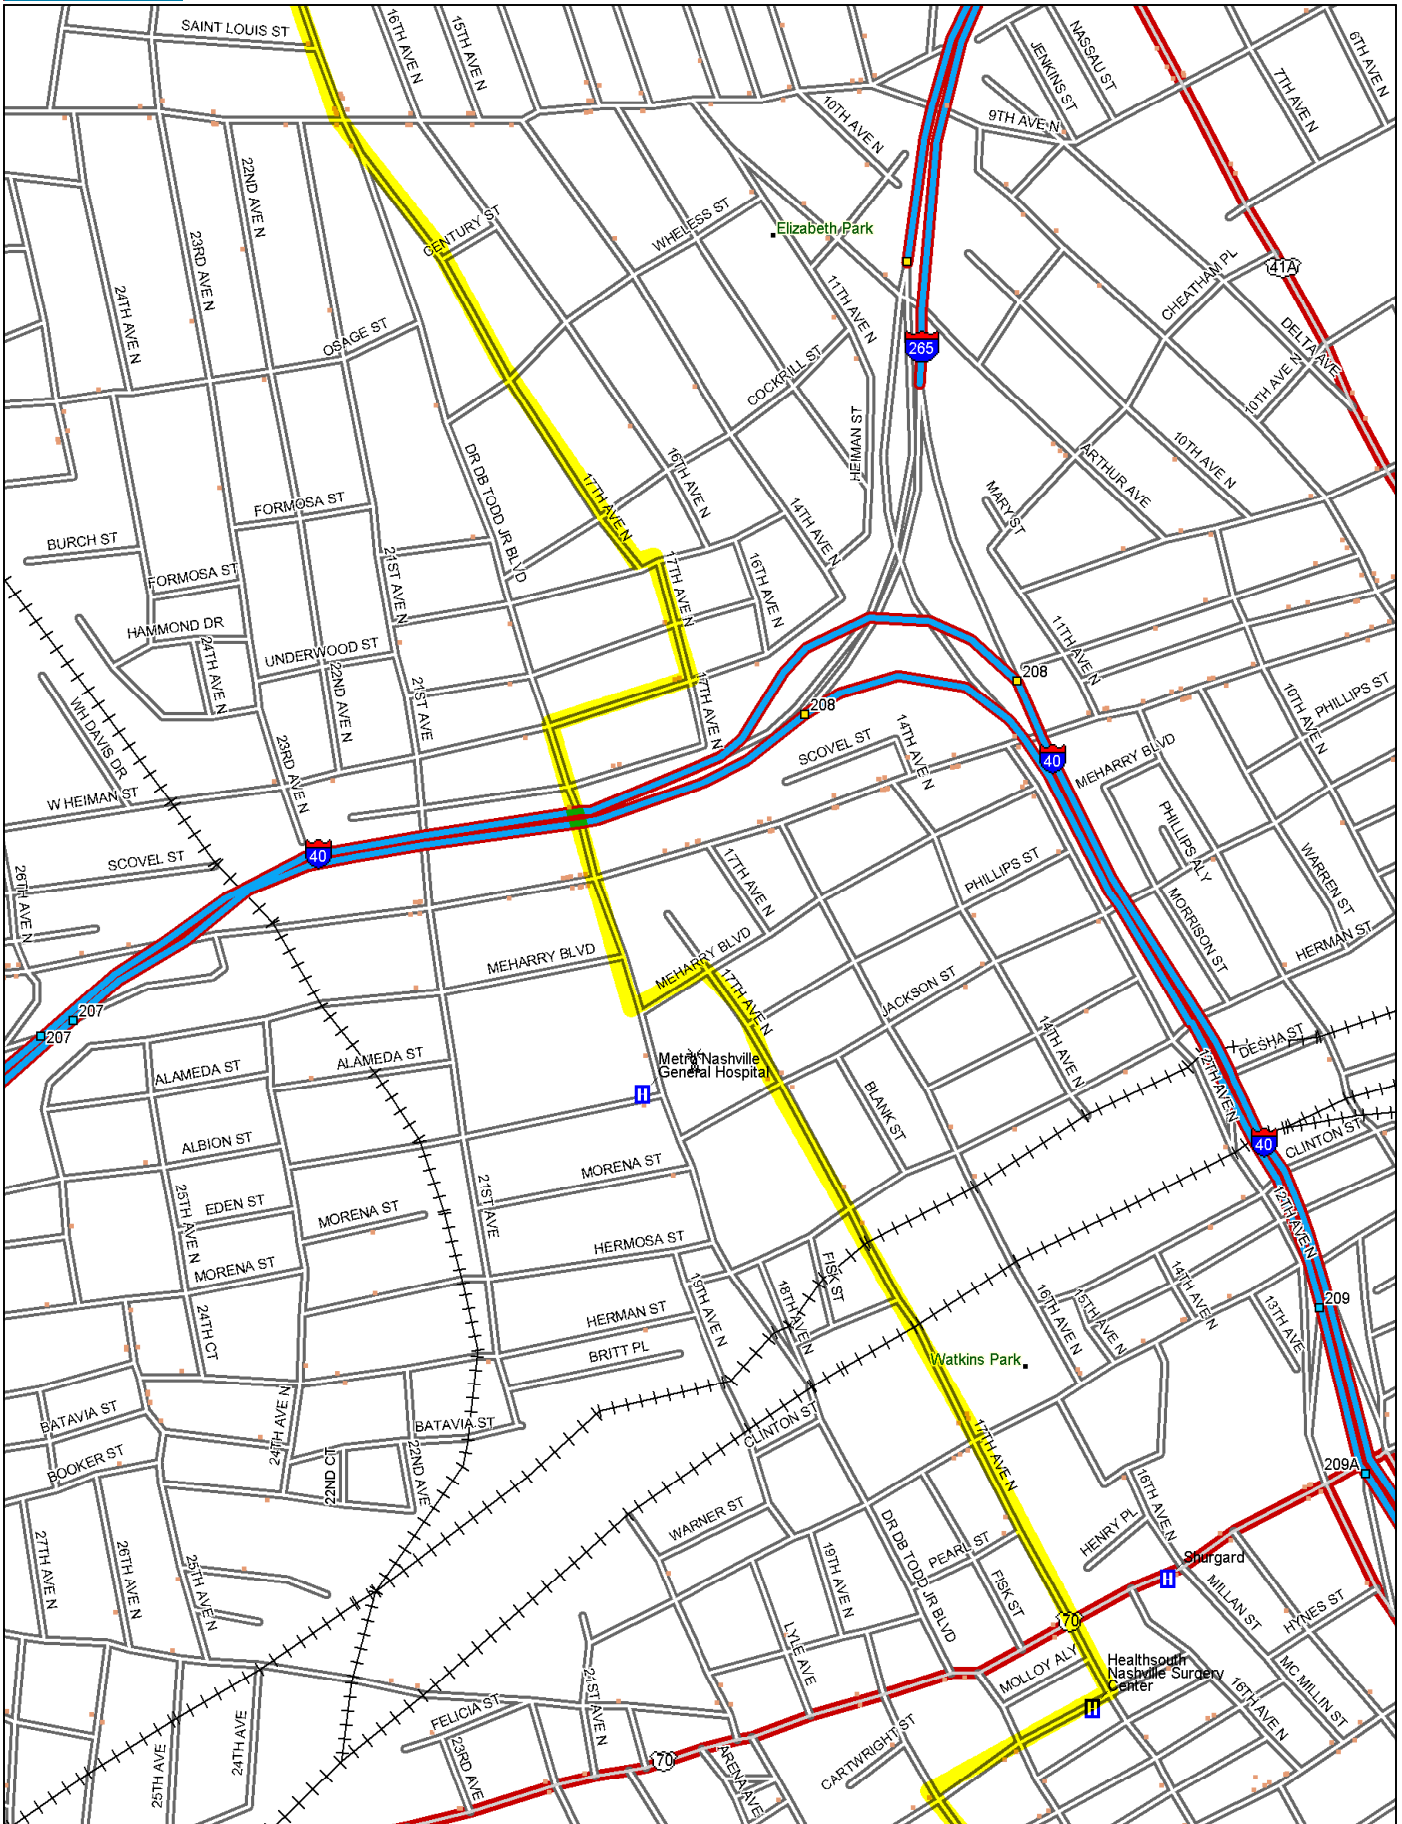 SAINT LOUIS ST
16TH AVE N
15TH AVE N
JENKINS ST
NASSAU ST
6TH AVE N
7TH AVE N
10TH AVE N
9TH AVE N
22ND AVE N
23RD AVE N
24TH AVE N
CENTURY ST
WHELESS ST
Elizabeth Park
11TH AVE N
CHEATHAM PL
41A
DELTA AVE
10TH AVE N
OSAGE ST
265
COCKRILL ST
HEIMAN ST
DR DB TODD JR BLVD
17TH AVE N
16TH AVE N
14TH AVE N
ARTHUR AVE
10TH AVE N
MARY ST
FORMOSA ST
BURCH ST
FORMOSA ST
21ST AVE N
17TH AVE N
16TH AVE N
HAMMOND DR
24TH AVE N
UNDERWOOD ST
22ND AVE N
11TH AVE N
208
208
10TH AVE N
PHILLIPS ST
WH DAVIS DR
21ST AVE
17TH AVE N
23RD AVE N
W HEIMAN ST
SCOVEL ST
14TH AVE N
40
MEHARRY BLVD
SCOVEL ST
40
26TH AVE N
17TH AVE N
PHILLIPS ST
PHILLIPS ALY
WARREN ST
MORRISON ST
HERMAN ST
MEHARRY BLVD
MEHARRY BLVD
17TH AVE N
JACKSON ST
207
207
14TH AVE N
DESHA ST
12TH AVE N
ALAMEDA ST
ALAMEDA ST
Metro Nashville
General Hospital
H
BLANK ST
40
CLINTON ST
ALBION ST
MORENA ST
25TH AVE N
EDEN ST
MORENA ST
21ST AVE
12TH AVE N
HERMOSA ST
MORENA ST
FISK ST
19TH AVE N
18TH AVE N
16TH AVE N
15TH AVE N
14TH AVE N
13TH AVE
209
24TH CT
HERMAN ST
BRITT PL
Watkins Park
BATAVIA ST
24TH AVE N
BATAVIA ST
CLINTON ST
BOOKER ST
22ND CT
22ND AVE
17TH AVE N
209A
16TH AVE N
WARNER ST
DR DB TODD JR BLVD
PEARL ST
HENRY PL
27TH AVE N
26TH AVE N
25TH AVE N
19TH AVE N
FISK ST
Shurgard
H
MILLAN ST
HYNES ST
70
LYLE AVE
MOLLOY ALY
Healthsouth
Nashville Surgery
Center
H
16TH AVE N
MC MILLIN ST
21ST AVE N
FELICIA ST
24TH AVE
25TH AVE
23RD AVE
70
ARENA AVE
CARTWRIGHT ST